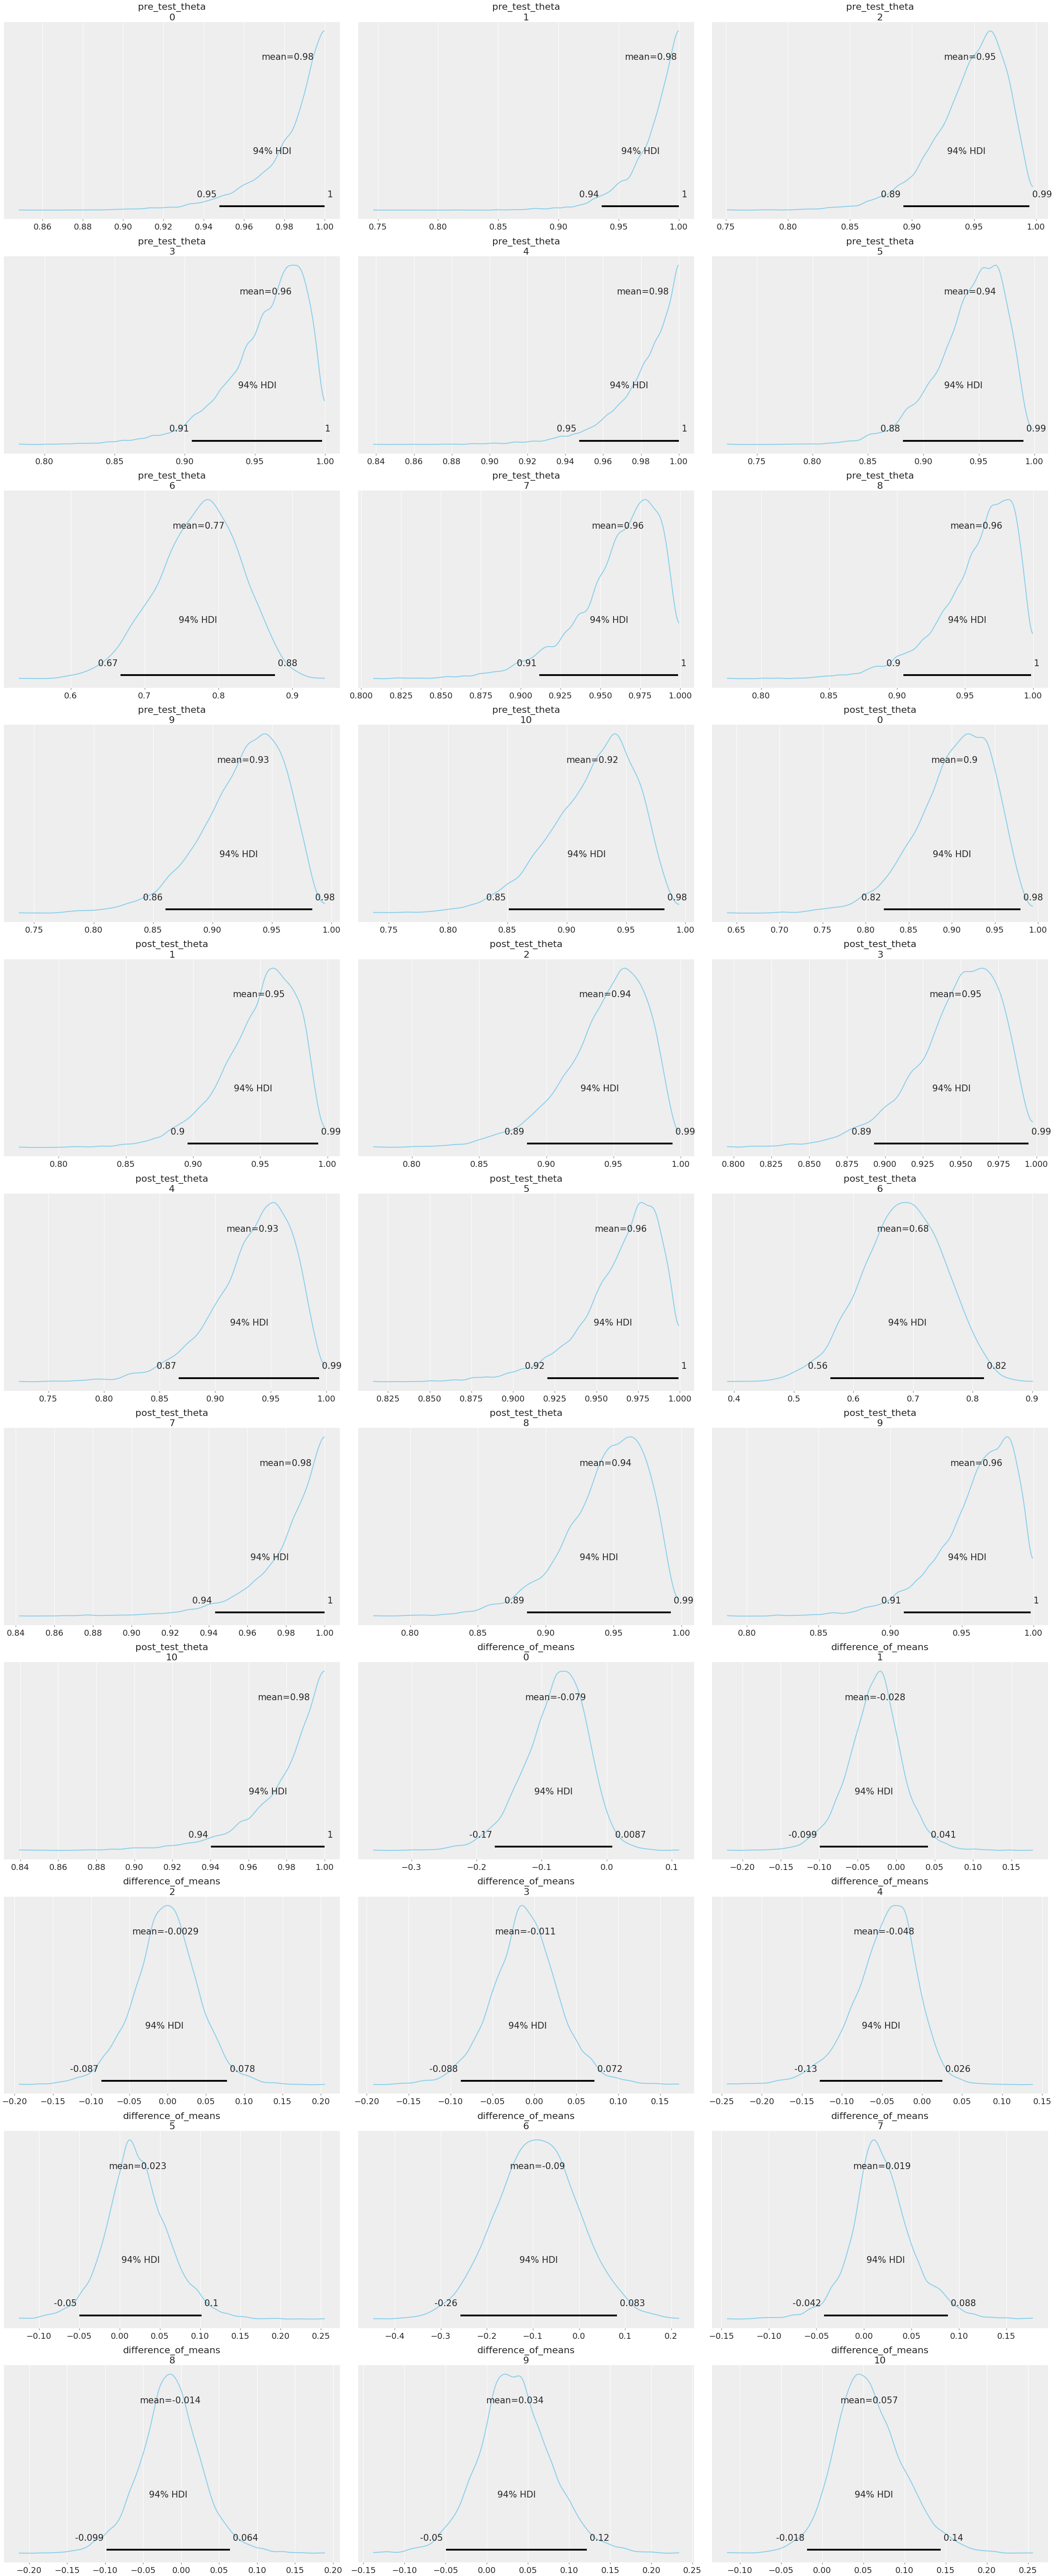 pre_test_theta pre_test_theta pre_test_theta
0 1 2
mean=0.98 mean=0.98 mean=0.95
94% HDI 94% HDI 94% HDI
0.95 1 0.94 1 0.89 0.99
0.86 0.88 0.90 0.92 0.94 0.96 0.98 1.00 0.75 0.80 0.85 0.90 0.95 1.00 0.75 0.80 0.85 0.90 0.95 1.00
pre_test_theta pre_test_theta pre_test_theta
3 4 5
mean=0.96 mean=0.98 mean=0.94
94% HDI 94% HDI 94% HDI
0.91 1 0.95 1 0.88 0.99
0.80 0.85 0.90 0.95 1.00 0.84 0.86 0.88 0.90 0.92 0.94 0.96 0.98 1.00 0.75 0.80 0.85 0.90 0.95 1.00
pre_test_theta pre_test_theta pre_test_theta
6 7 8
mean=0.77 mean=0.96 mean=0.96
94% HDI 94% HDI 94% HDI
0.67 0.88 0.91 1 0.9 1
0.6 0.7 0.8 0.9 0.800 0.825 0.850 0.875 0.900 0.925 0.950 0.975 1.000 0.80 0.85 0.90 0.95 1.00
pre_test_theta pre_test_theta post_test_theta
9 10 0
mean=0.93 mean=0.92 mean=0.9
94% HDI 94% HDI 94% HDI
0.86 0.98 0.85 0.98 0.82 0.98
0.75 0.80 0.85 0.90 0.95 1.00 0.75 0.80 0.85 0.90 0.95 1.00 0.65 0.70 0.75 0.80 0.85 0.90 0.95 1.00
post_test_theta post_test_theta post_test_theta
1 2 3
mean=0.95 mean=0.94 mean=0.95
94% HDI 94% HDI 94% HDI
0.9 0.99 0.89 0.99 0.89 0.99
0.80 0.85 0.90 0.95 1.00 0.80 0.85 0.90 0.95 1.00 0.800 0.825 0.850 0.875 0.900 0.925 0.950 0.975 1.000
post_test_theta post_test_theta post_test_theta
4 5 6
mean=0.93 mean=0.96 mean=0.68
94% HDI 94% HDI 94% HDI
0.87 0.99 0.92 1 0.56 0.82
0.75 0.80 0.85 0.90 0.95 1.00 0.825 0.850 0.875 0.900 0.925 0.950 0.975 1.000 0.4 0.5 0.6 0.7 0.8 0.9
post_test_theta post_test_theta post_test_theta
7 8 9
mean=0.98 mean=0.94 mean=0.96
94% HDI 94% HDI 94% HDI
0.94 1 0.89 0.99 0.91 1
0.84 0.86 0.88 0.90 0.92 0.94 0.96 0.98 1.00 0.80 0.85 0.90 0.95 1.00 0.80 0.85 0.90 0.95 1.00
post_test_theta difference_of_means difference_of_means
10 0 1
mean=0.98 mean=-0.079 mean=-0.028
94% HDI 94% HDI 94% HDI
0.94 1 -0.17 0.0087 -0.099 0.041
0.84 0.86 0.88 0.90 0.92 0.94 0.96 0.98 1.00 −0.3 −0.2 −0.1 0.0 0.1 −0.20 −0.15 −0.10 −0.05 0.00 0.05 0.10 0.15
difference_of_means difference_of_means difference_of_means
2 3 4
mean=-0.0029 mean=-0.011 mean=-0.048
94% HDI 94% HDI 94% HDI
-0.087 0.078 -0.088 0.072 -0.13 0.026
−0.20 −0.15 −0.10 −0.05 0.00 0.05 0.10 0.15 0.20 −0.20 −0.15 −0.10 −0.05 0.00 0.05 0.10 0.15 −0.25 −0.20 −0.15 −0.10 −0.05 0.00 0.05 0.10 0.15
difference_of_means difference_of_means difference_of_means
5 6 7
mean=0.023 mean=-0.09 mean=0.019
94% HDI 94% HDI 94% HDI
-0.05 0.1 -0.26 0.083 -0.042 0.088
−0.10 −0.05 0.00 0.05 0.10 0.15 0.20 0.25 −0.4 −0.3 −0.2 −0.1 0.0 0.1 0.2 −0.15 −0.10 −0.05 0.00 0.05 0.10 0.15
difference_of_means difference_of_means difference_of_means
8 9 10
mean=-0.014 mean=0.034 mean=0.057
94% HDI 94% HDI 94% HDI
-0.099 0.064 -0.05 0.12 -0.018 0.14
−0.20 −0.15 −0.10 −0.05 0.00 0.05 0.10 0.15 0.20 −0.15 −0.10 −0.05 0.00 0.05 0.10 0.15 0.20 0.25 −0.10 −0.05 0.00 0.05 0.10 0.15 0.20 0.25